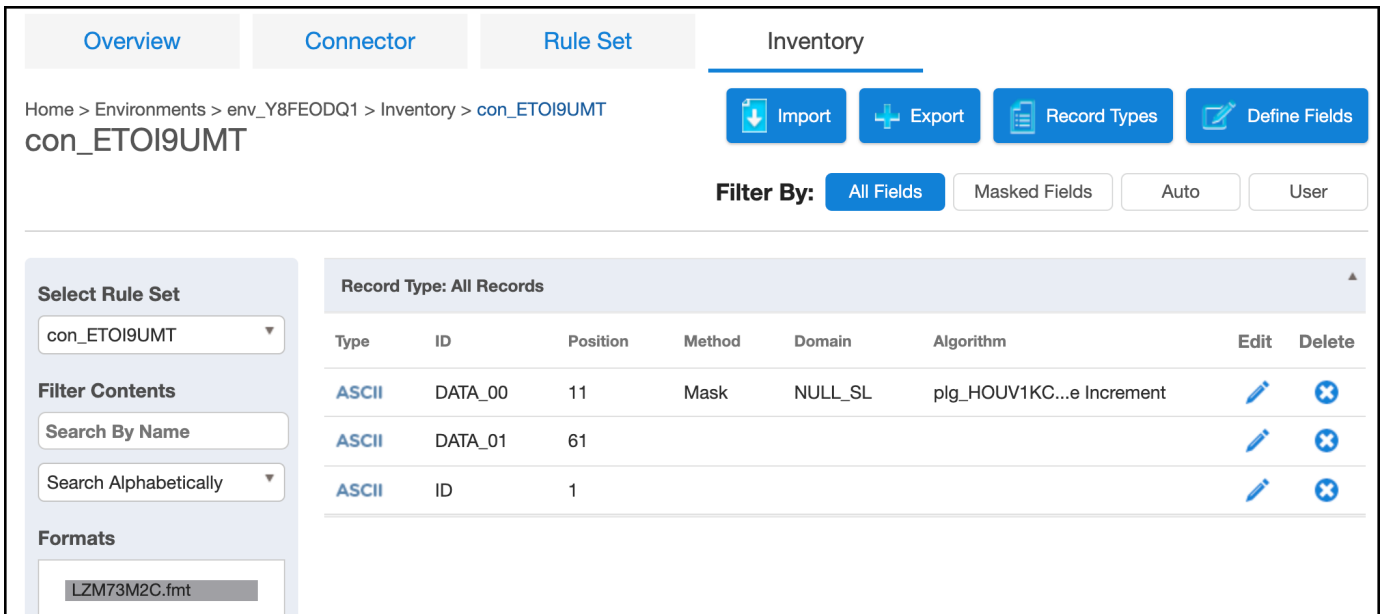 Overview Connector Rule Set Inventory
Home > Environments > env_Y8FEODQ1 > Inventory > con_ETOI9UMT
con_ETOI9UMT
Import Export Record Types Define Fields
Filter By: All Fields Masked Fields Auto User
Select Rule Set
con_ETOI9UMT
Filter Contents
Search By Name
Search Alphabetically
Formats
LZM73M2C.fmt
Record Type: All Records
Type ID Position Method Domain Algorithm Edit Delete
ASCII DATA_00 11 Mask NULL_SL plg_HOUV1KC...e Increment
ASCII DATA_01 61
ASCII ID 1